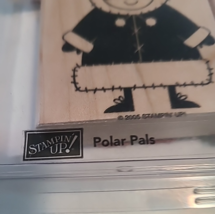 © 2005 STAMPIN' UP!
STAMPIN'
UP!
Polar Pals